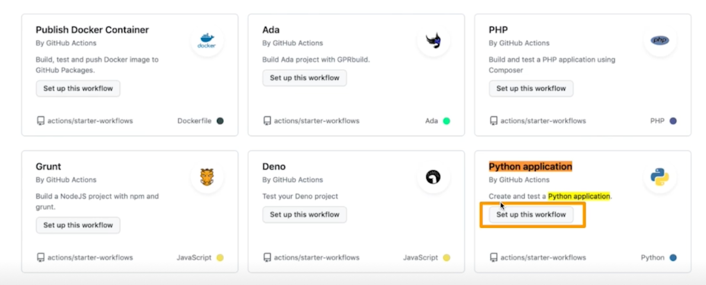 Publish Docker Container
By GitHub Actions
docker
Build, test and push Docker image to
GitHub Packages.
Set up this workflow
actions/starter-workflows
Dockerfile
Ada
By GitHub Actions
Build Ada project with GPRbuild.
Set up this workflow
actions/starter-workflows
Ada
PHP
By GitHub Actions
php
Build and test a PHP application using
Composer
Set up this workflow
actions/starter-workflows
PHP
Grunt
By GitHub Actions
Build a NodeJS project with npm and
grunt.
Set up this workflow
actions/starter-workflows
JavaScript
Deno
By GitHub Actions
Test your Deno project
Set up this workflow
actions/starter-workflows
JavaScript
Python application
By GitHub Actions
Create and test a Python application.
Set up this workflow
actions/starter-workflows
Python